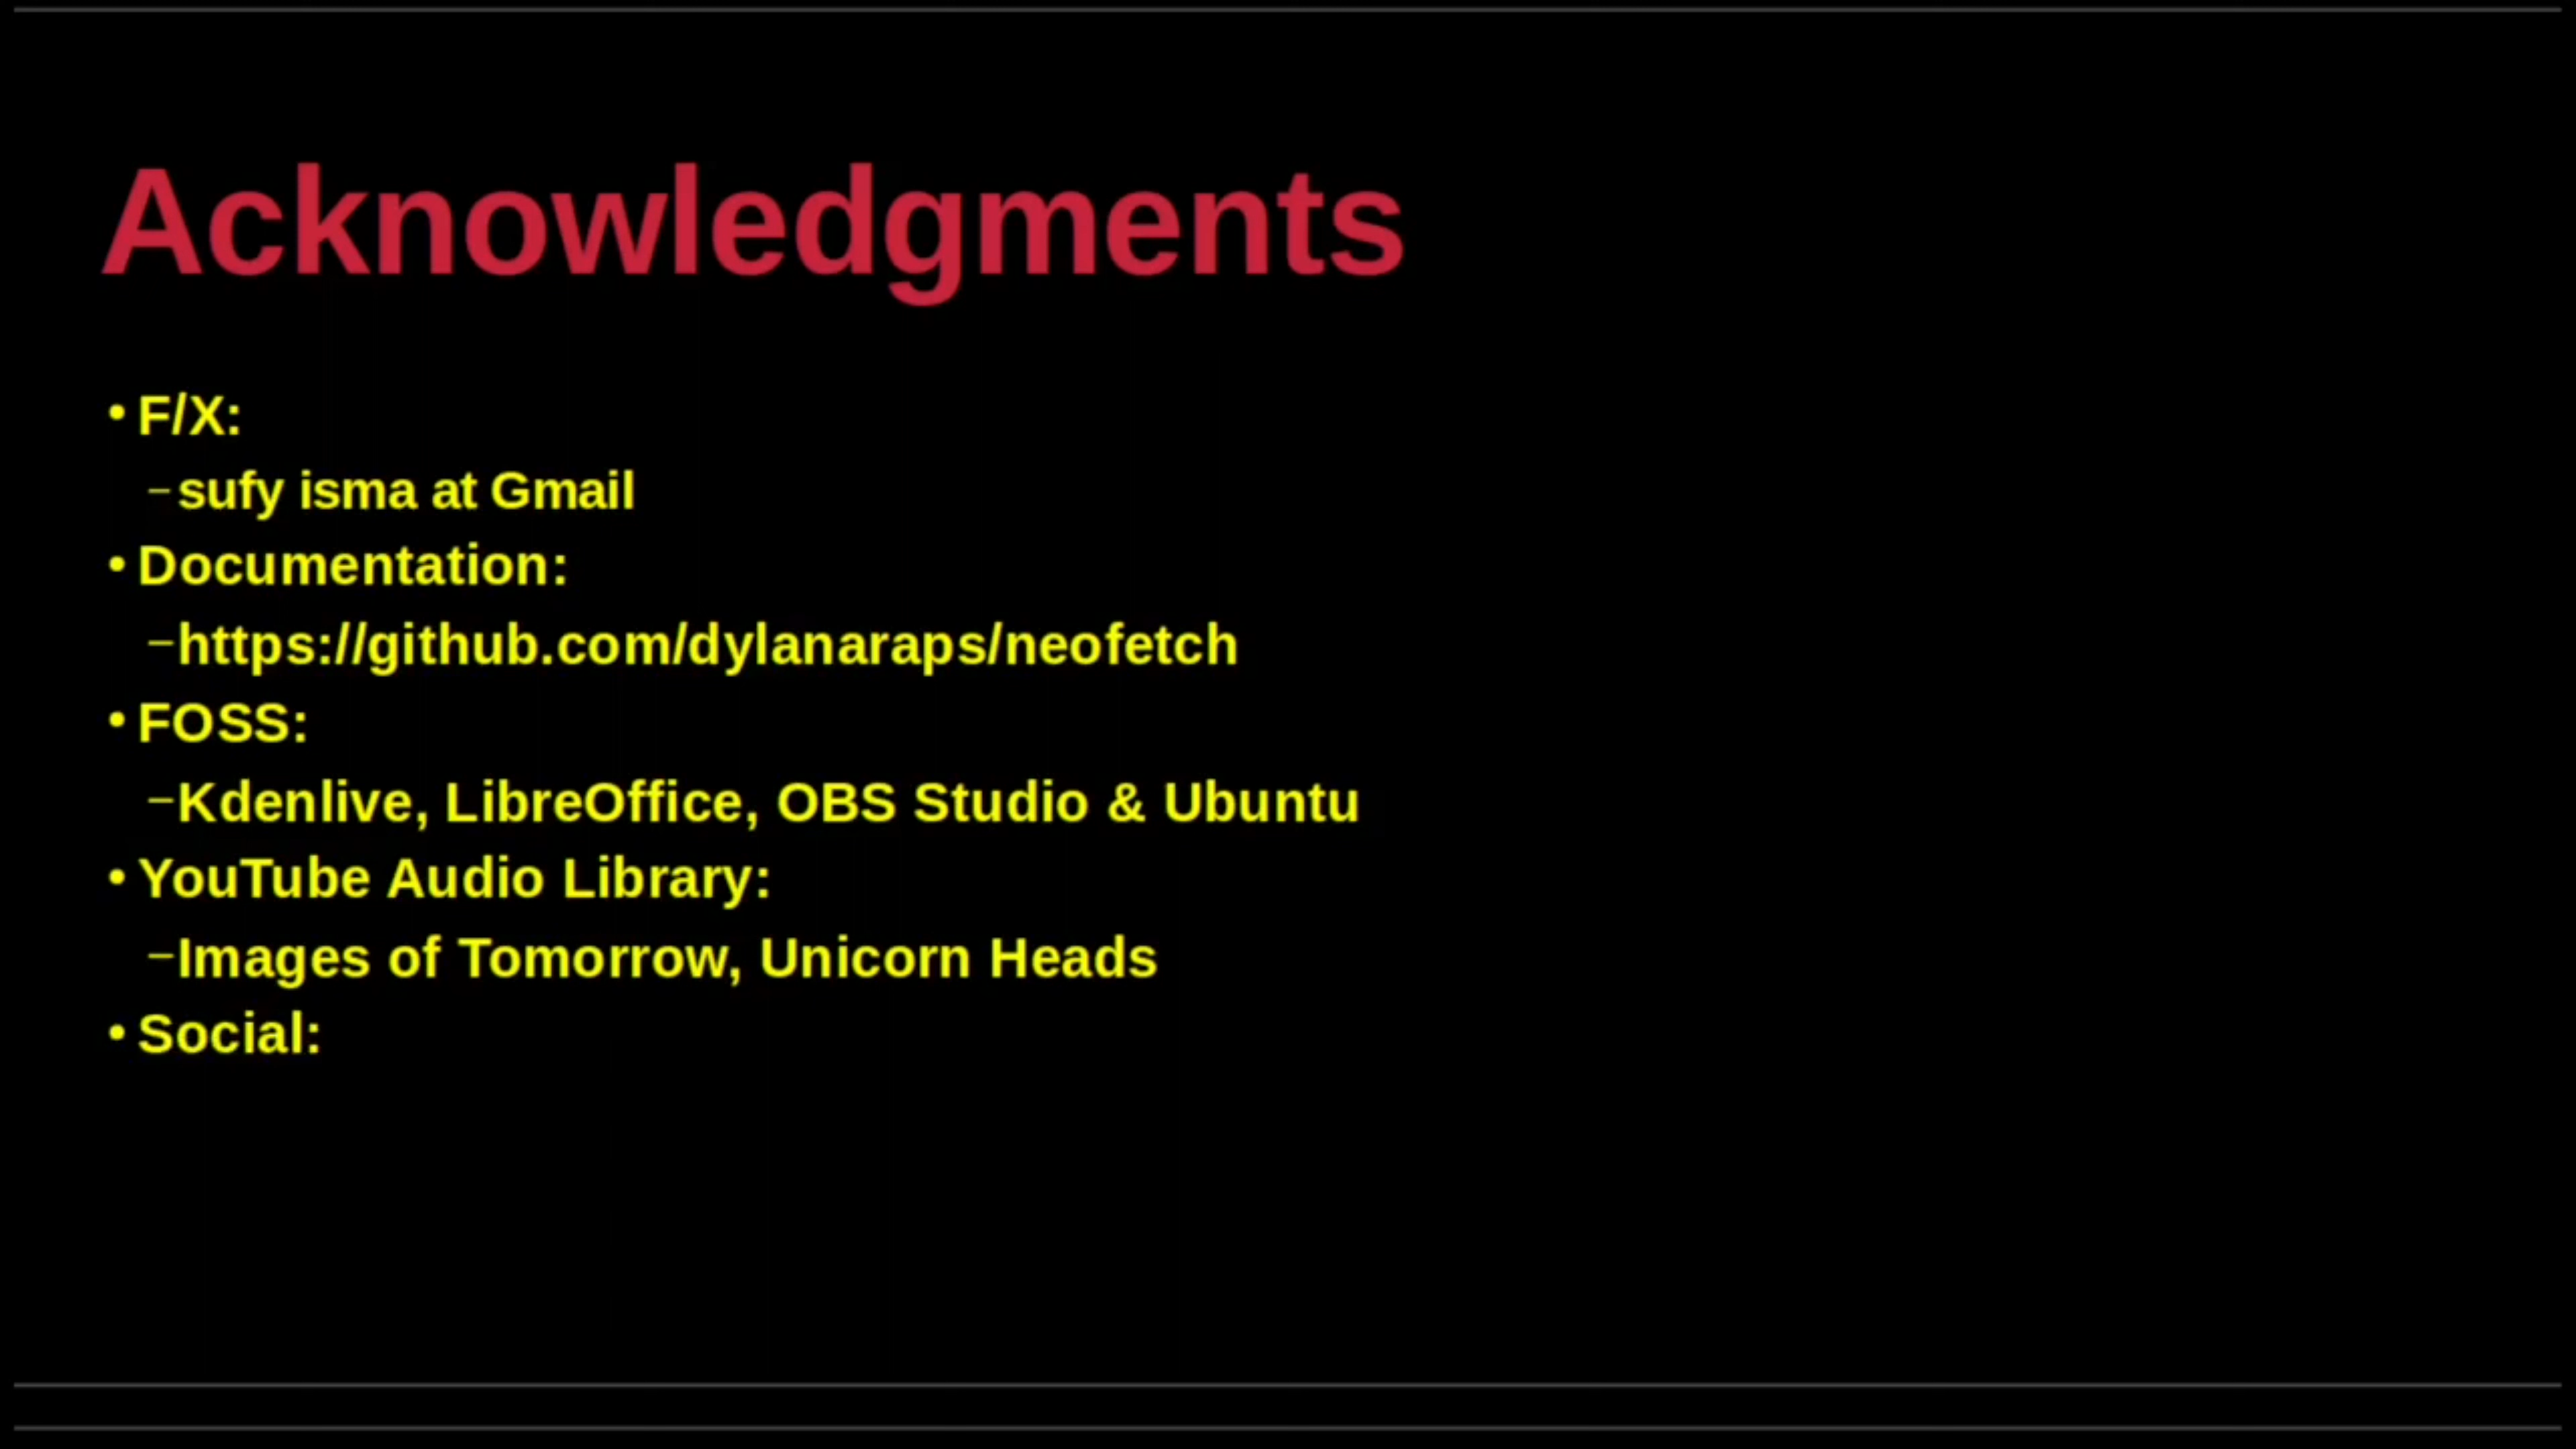 Acknowledgments
• F/X:
–sufy isma at Gmail
• Documentation:
–https://github.com/dylanaraps/neofetch
• FOSS:
–Kdenlive, LibreOffice, OBS Studio & Ubuntu
• YouTube Audio Library:
–Images of Tomorrow, Unicorn Heads
• Social: